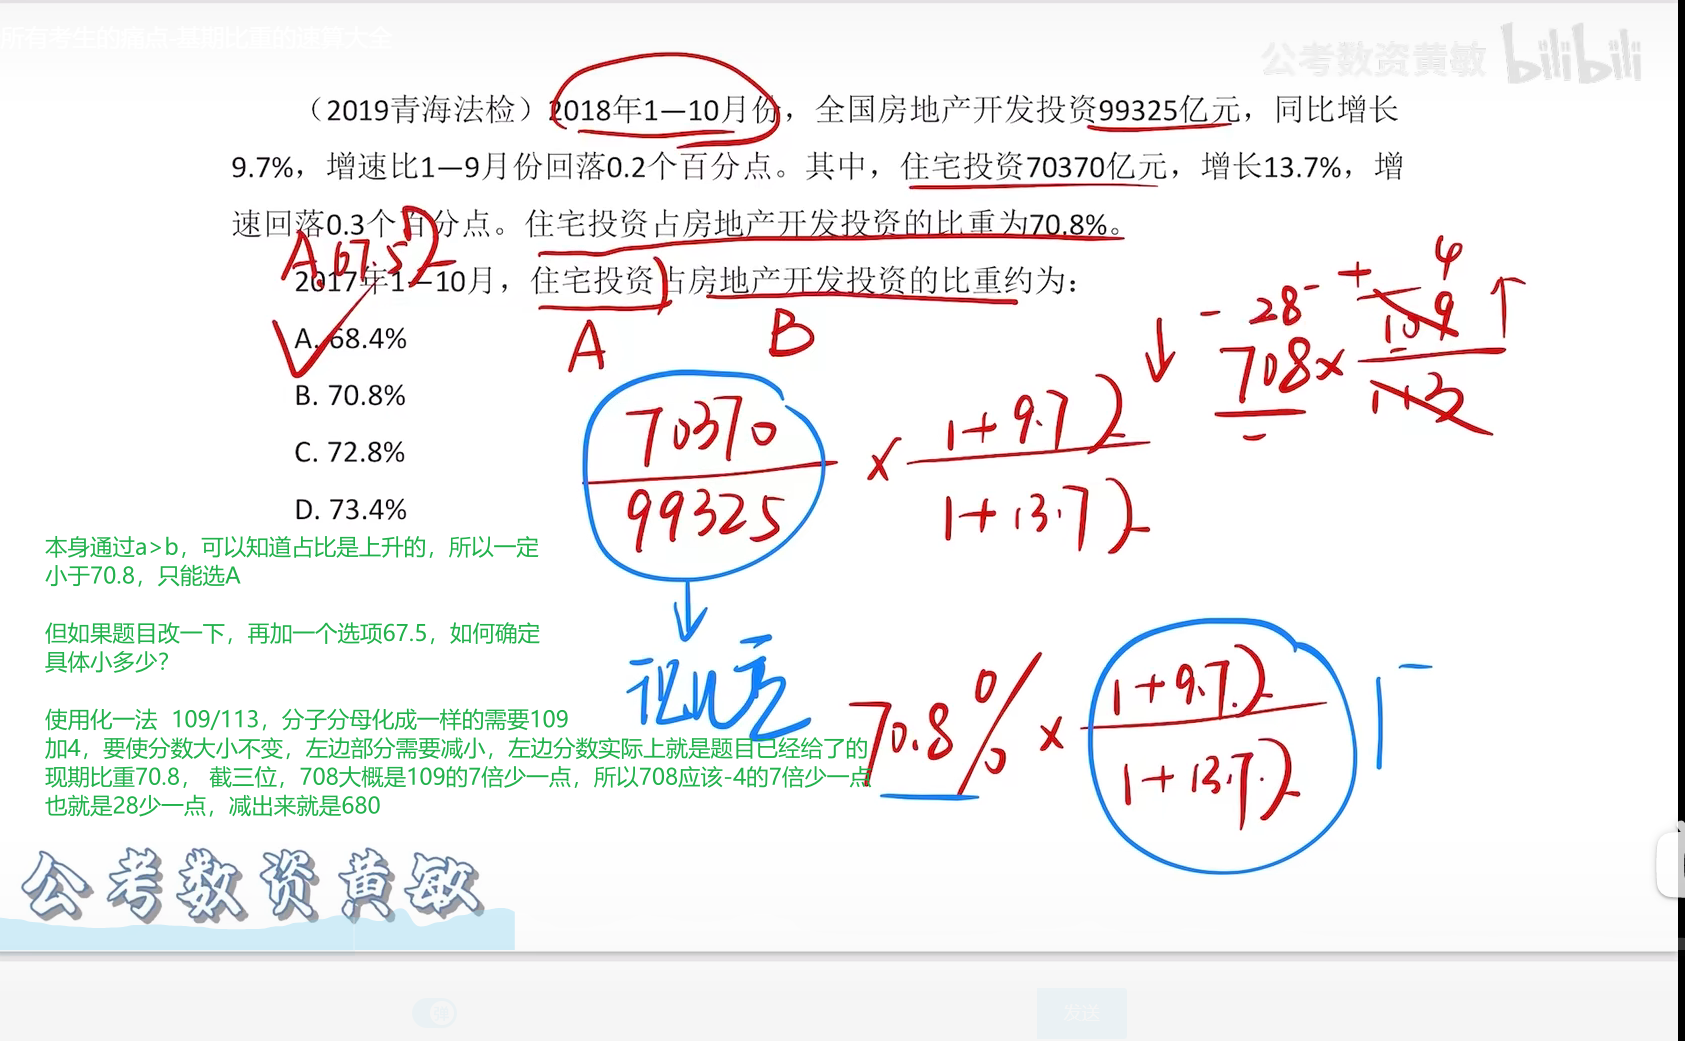 所有考生的痛点-基期比重的速算大全
公考数资黄敏 bilibili
（2019青海法检）2018年1—10月份，全国房地产开发投资99325亿元，同比增长
9.7%，增速比1—9月份回落0.2个百分点。其中，住宅投资70370亿元，增长13.7%，增
速回落0.3个百分点。住宅投资占房地产开发投资的比重为70.8%。
A.67.5%
2017年1—10月，住宅投资占房地产开发投资的比重约为：
A. 68.4%
B. 70.8%
C. 72.8%
D. 73.4%
A
B
70370
99325
×
1+9.7%
1+13.7%
- 28-
+ 4
708×
109
113
现比重
70.8% ×
1+9.7%
1+13.7%
1-
本身通过a>b，可以知道占比是上升的，所以一定
小于70.8，只能选A
但如果题目改一下，再加一个选项67.5，如何确定
具体小多少？
使用化一法 109/113，分子分母化成一样的需要109
加4，要使分数大小不变，左边部分需要减小，左边分数实际上就是题目已经给了的
现期比重70.8， 截三位，708大概是109的7倍少一点，所以708应该-4的7倍少一点
也就是28少一点，减出来就是680
公考数资黄敏
弹
发送